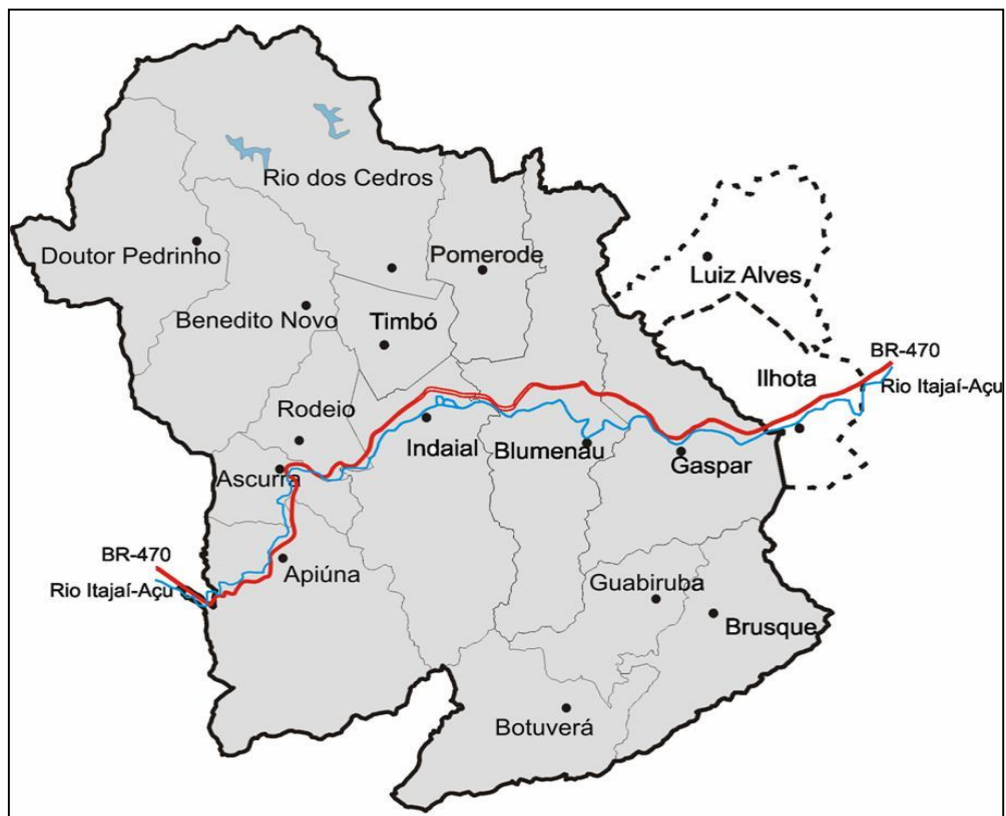 Rio dos Cedros
Doutor Pedrinho
Pomerode
Luiz Alves
Benedito Novo
Timbó
BR-470
Ilhota
Rio Itajaí-Açu
Rodeio
Indaial
Blumenau
Gaspar
Ascurra
BR-470
Apiúna
Rio Itajaí-Açu
Guabiruba
Brusque
Botuverá